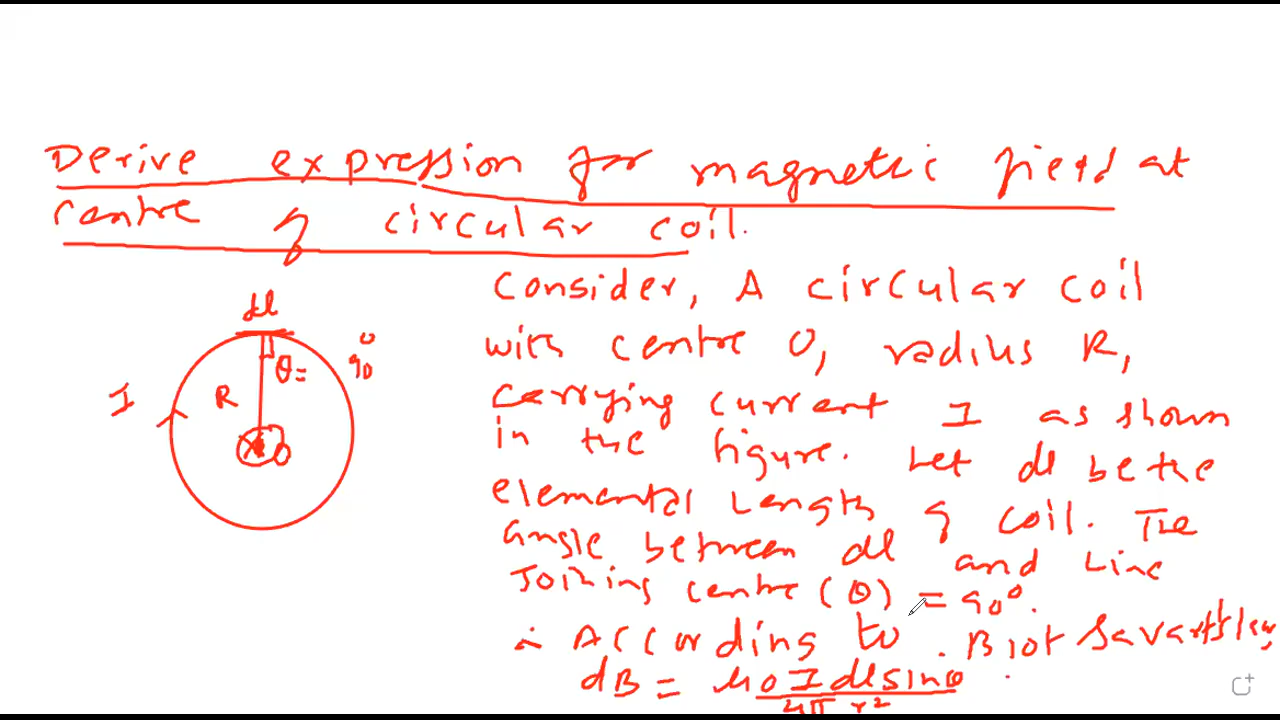 Derive expression for magnetic field at
centre of circular coil.
dl
I
R
θ=
90°
O
Consider, A circular coil
with centre O, radius R,
carrying current I as shown
in the figure. Let dl be the
elemental Length of coil. The
angle between dl and Line
Joining centre (θ) = 90°.
∴ According to . Biot Savart's law,
dB = μo I dl sinθ .
4π r²